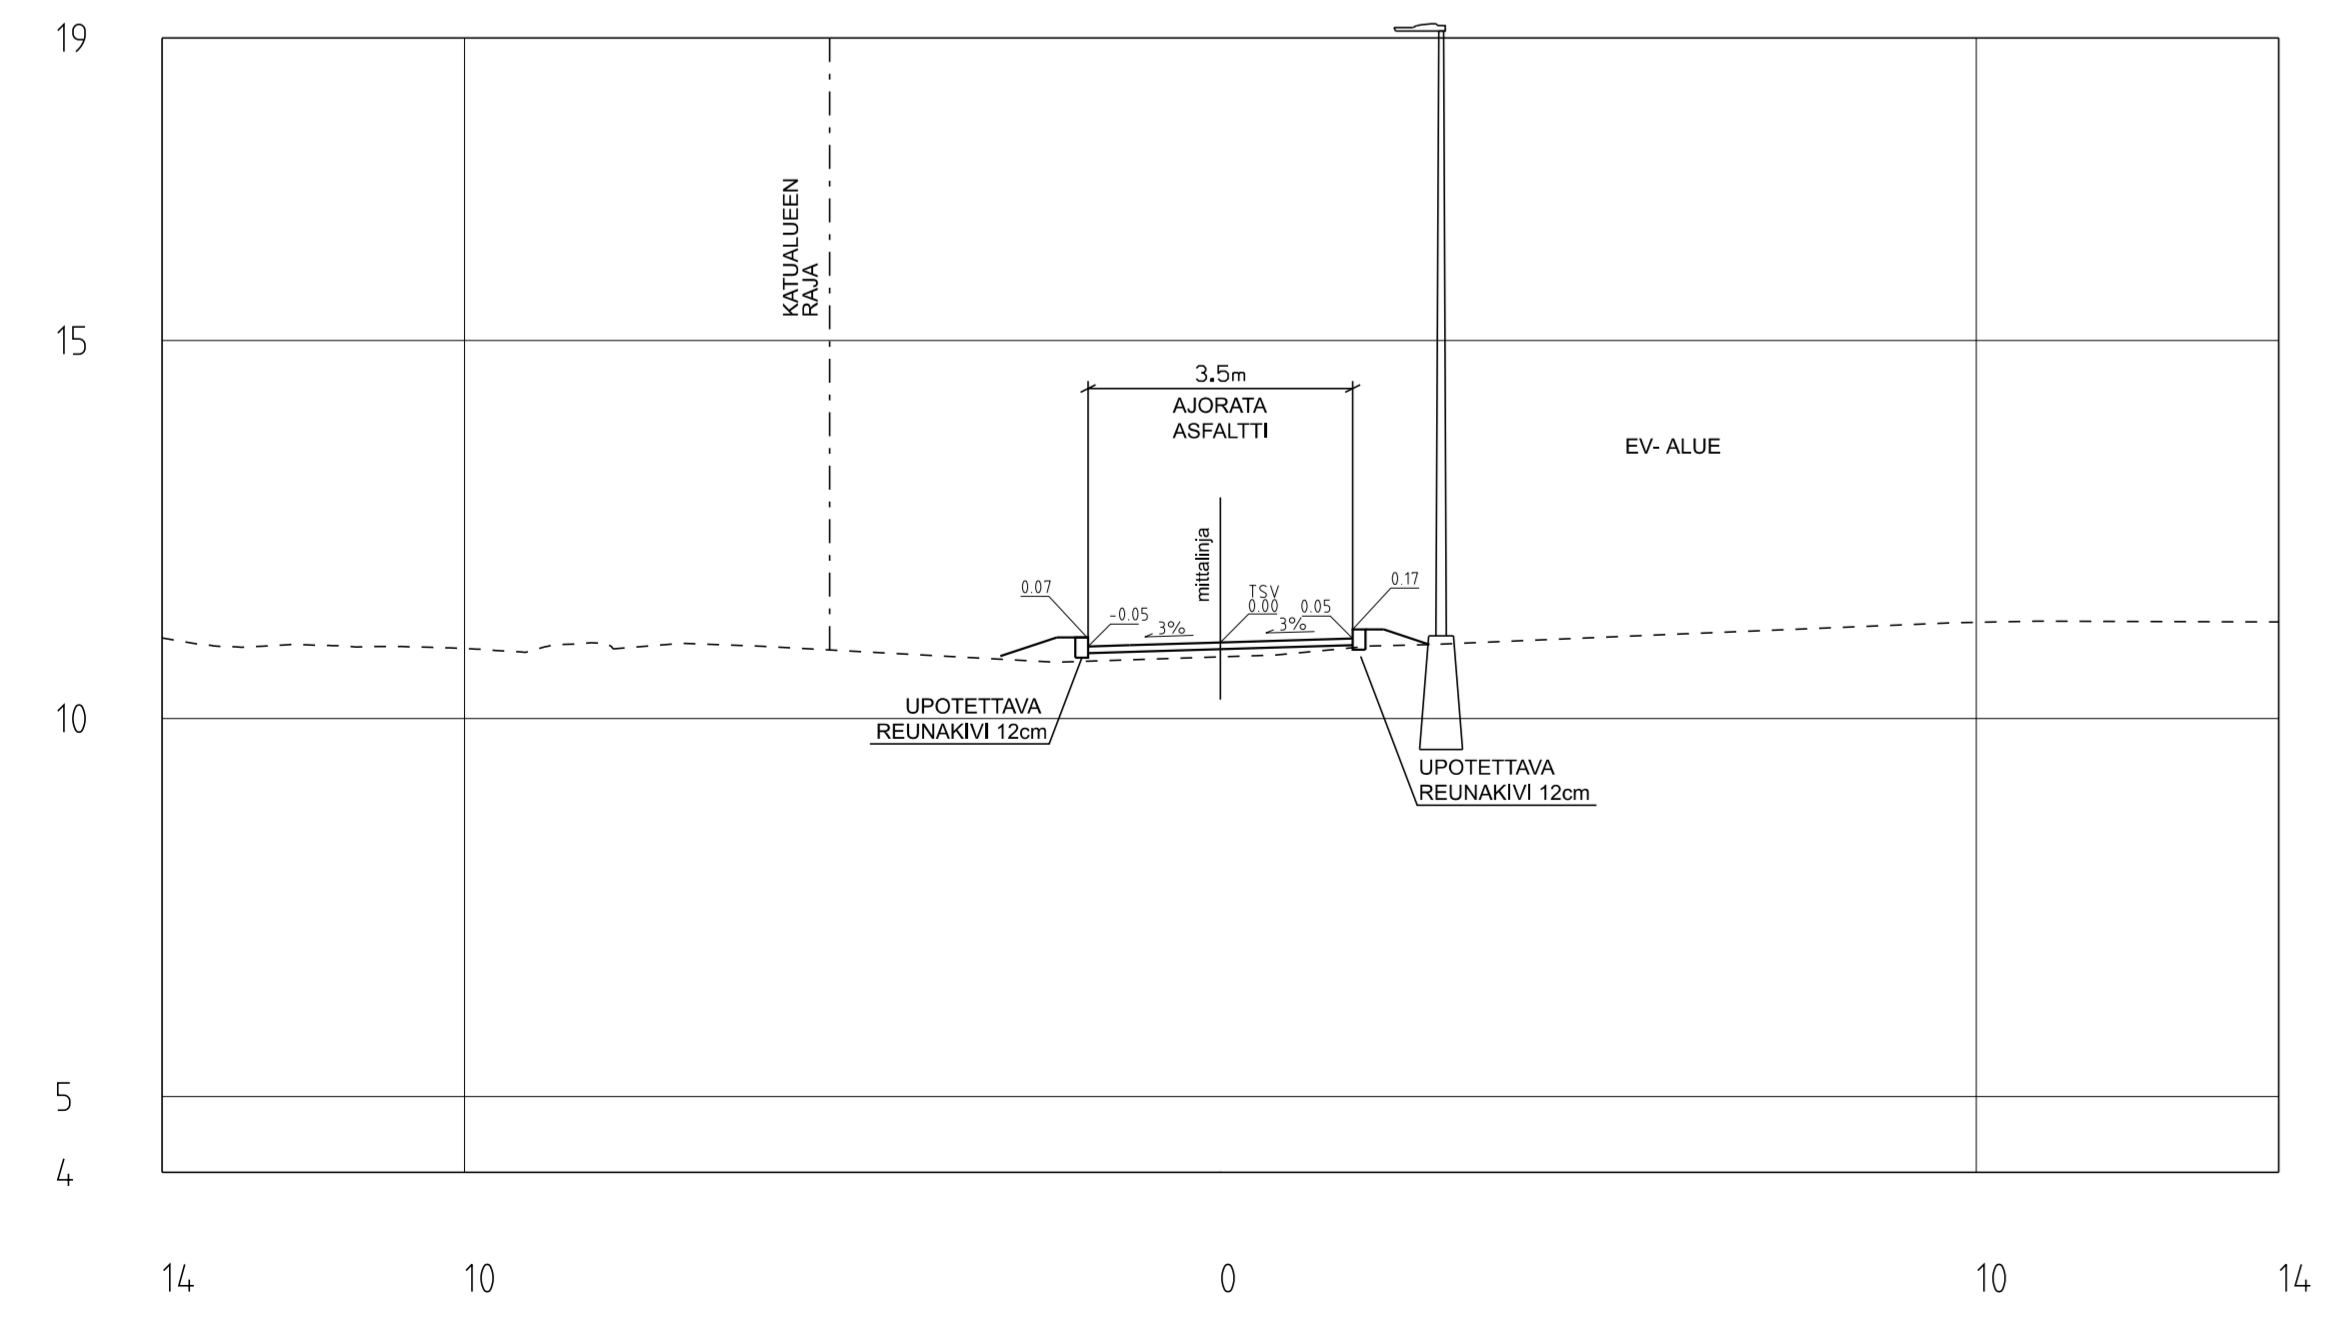 19
KATUALUEEN
RAJA
15
3.5m
AJORATA
ASFALTTI
EV- ALUE
mittalinja
0.07
-0.05
3%
TSV
0.00
0.05
3%
0.17
10
UPOTETTAVA
REUNAKIVI 12cm
UPOTETTAVA
REUNAKIVI 12cm
5
4
14
10
0
10
14